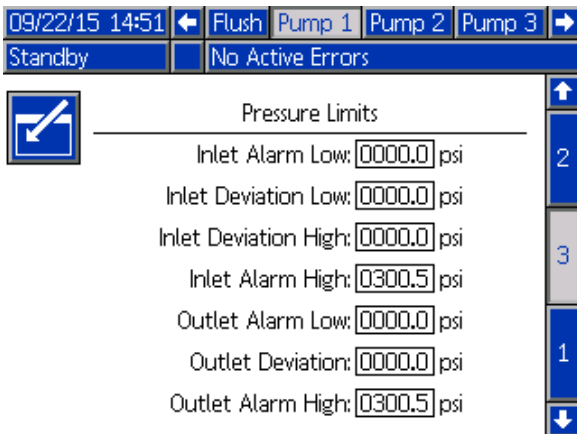 09/22/15 14:51 Flush Pump 1 Pump 2 Pump 3
Standby No Active Errors
Pressure Limits
Inlet Alarm Low: 0000.0 psi
2
Inlet Deviation Low: 0000.0 psi
Inlet Deviation High: 0000.0 psi
3
Inlet Alarm High: 0300.5 psi
Outlet Alarm Low: 0000.0 psi
Outlet Deviation: 0000.0 psi
1
Outlet Alarm High: 0300.5 psi